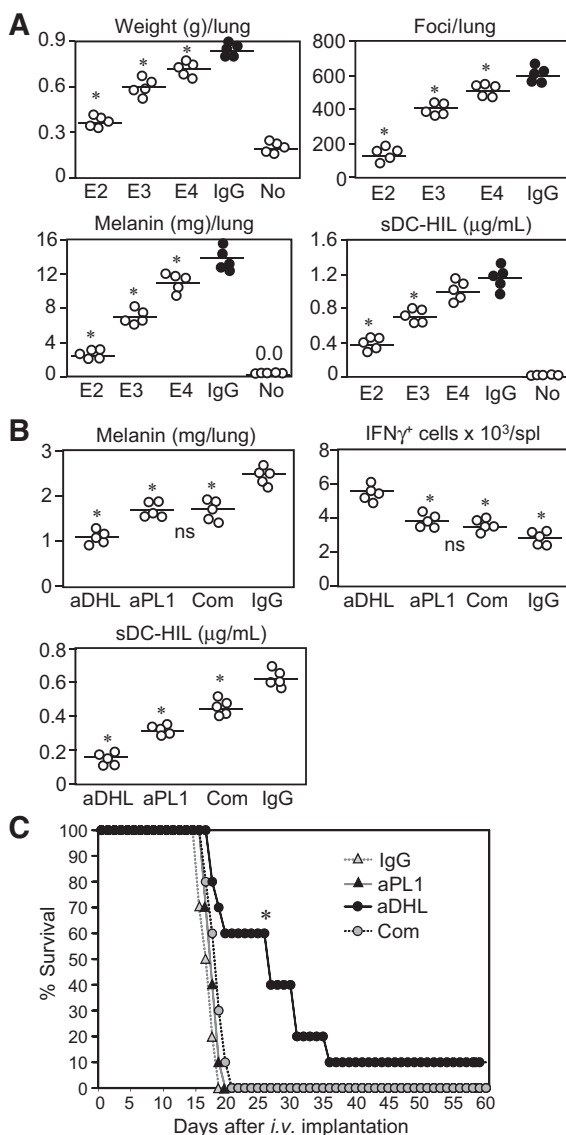 A
Weight (g)/lung
0.9
0.6
0.3
0
* * *
E2 E3 E4 IgG No
Foci/lung
800
600
400
200
0
* * *
E2 E3 E4 IgG
Melanin (mg)/lung
16
12
8
4
0
* * *
0.0
E2 E3 E4 IgG No
sDC-HIL (μg/mL)
1.6
1.2
0.8
0.4
0
* *
E2 E3 E4 IgG No
B
Melanin (mg/lung)
3
2
1
0
* * *
ns
aDHL aPL1 Com IgG
IFNγ⁺ cells x 10³/spl
8
6
4
2
0
* * *
ns
aDHL aPL1 Com IgG
sDC-HIL (μg/mL)
0.8
0.6
0.4
0.2
0
* * *
aDHL aPL1 Com IgG
C
% Survival
100
90
80
70
60
50
40
30
20
10
0
*
IgG
aPL1
aDHL
Com
0 5 10 15 20 25 30 35 40 45 50 55 60
Days after i.v. implantation